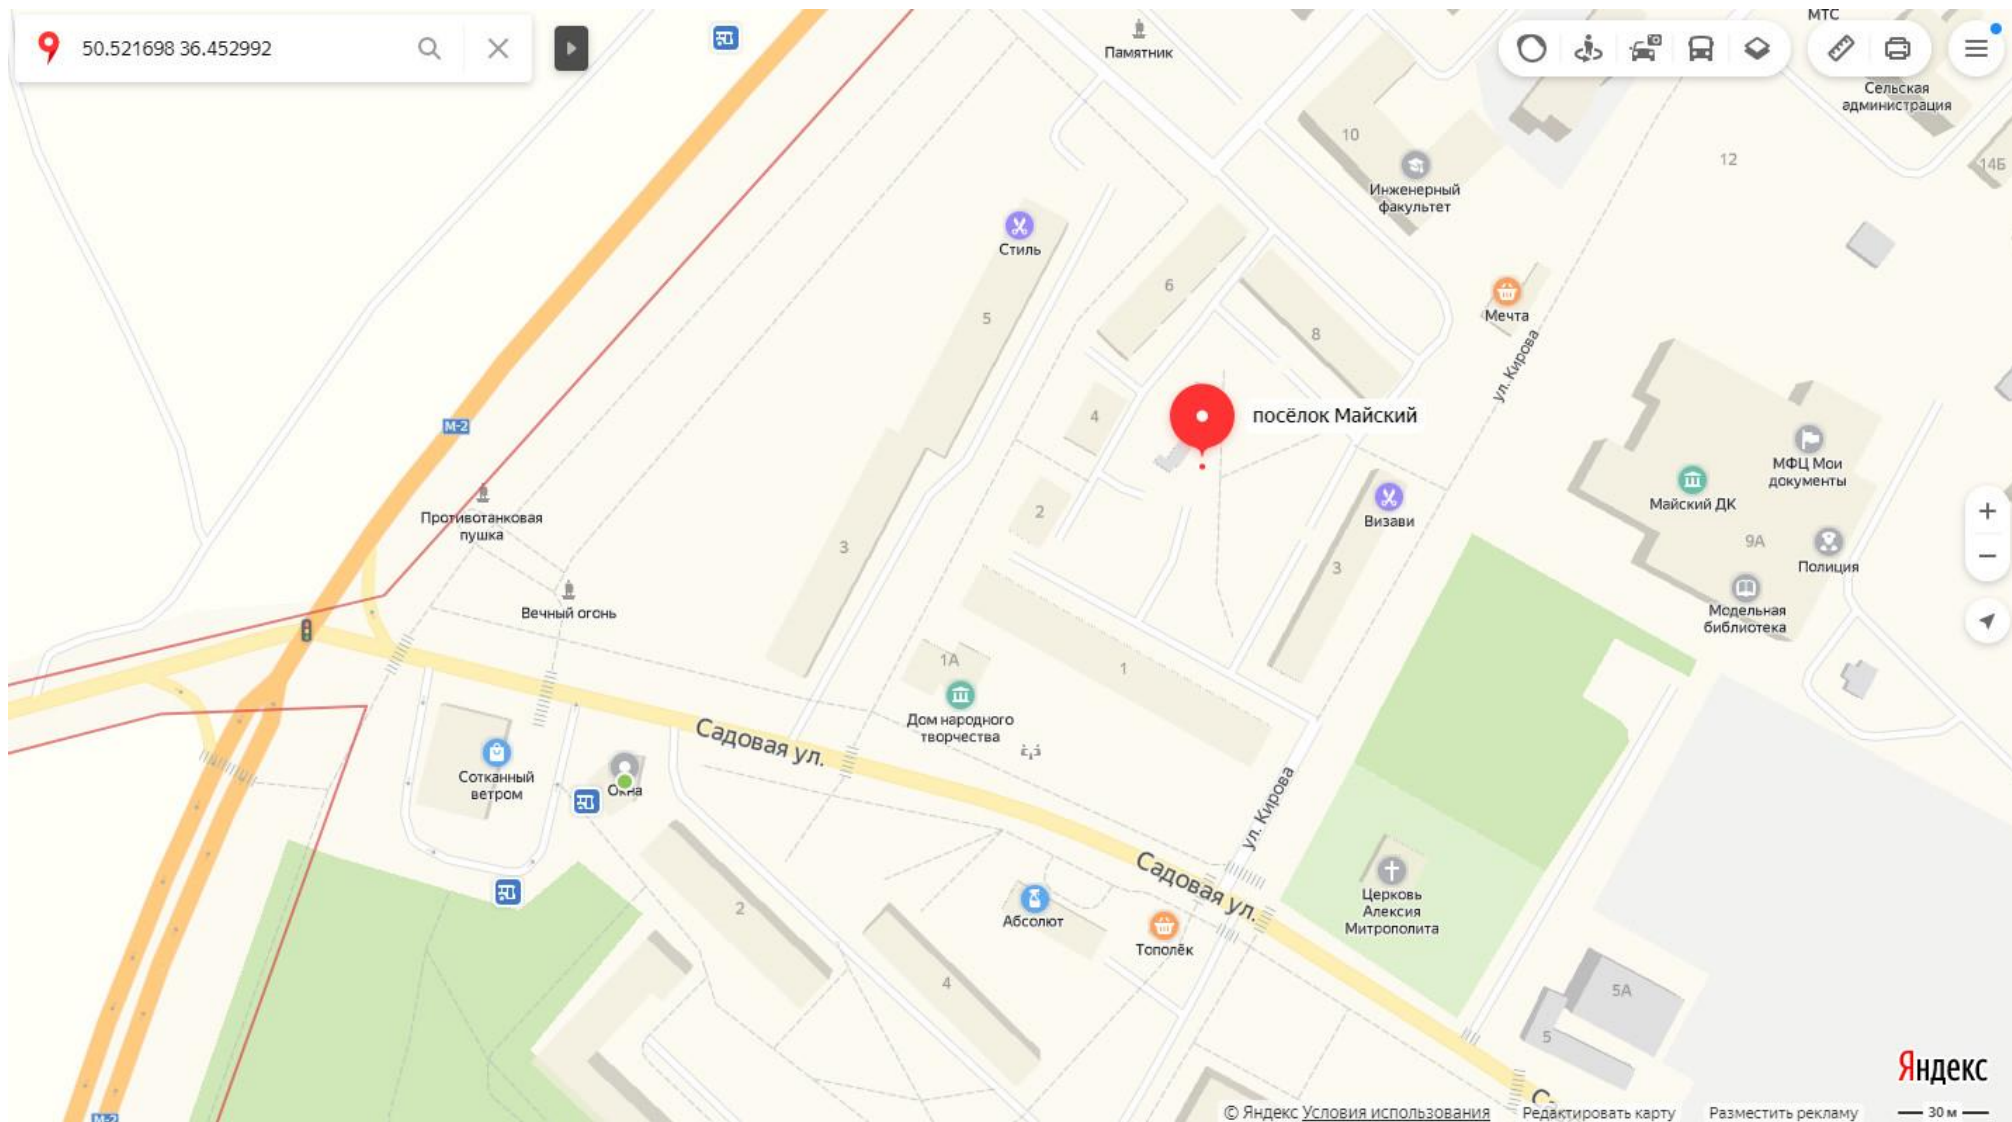 50.521698 36.452992
МТС
Памятник
Сельская
администрация
10
12
14Б
Инженерный
факультет
Стиль
6
5
8
Мечта
ул. Кирова
4
посёлок Майский
М-2
МФЦ Мои
документы
Майский ДК
Противотанковая
пушка
2
Визави
3
3
9А
Полиция
Вечный огонь
Модельная
библиотека
1А
1
Дом народного
творчества
Садовая ул.
Сотканный
ветром
Окна
ул. Кирова
Садовая ул.
Церковь
Алексия
Митрополита
2
Абсолют
Тополёк
4
5А
5
Яндекс
М-2
© Яндекс Условия использования
Редактировать карту
Разместить рекламу
30 м